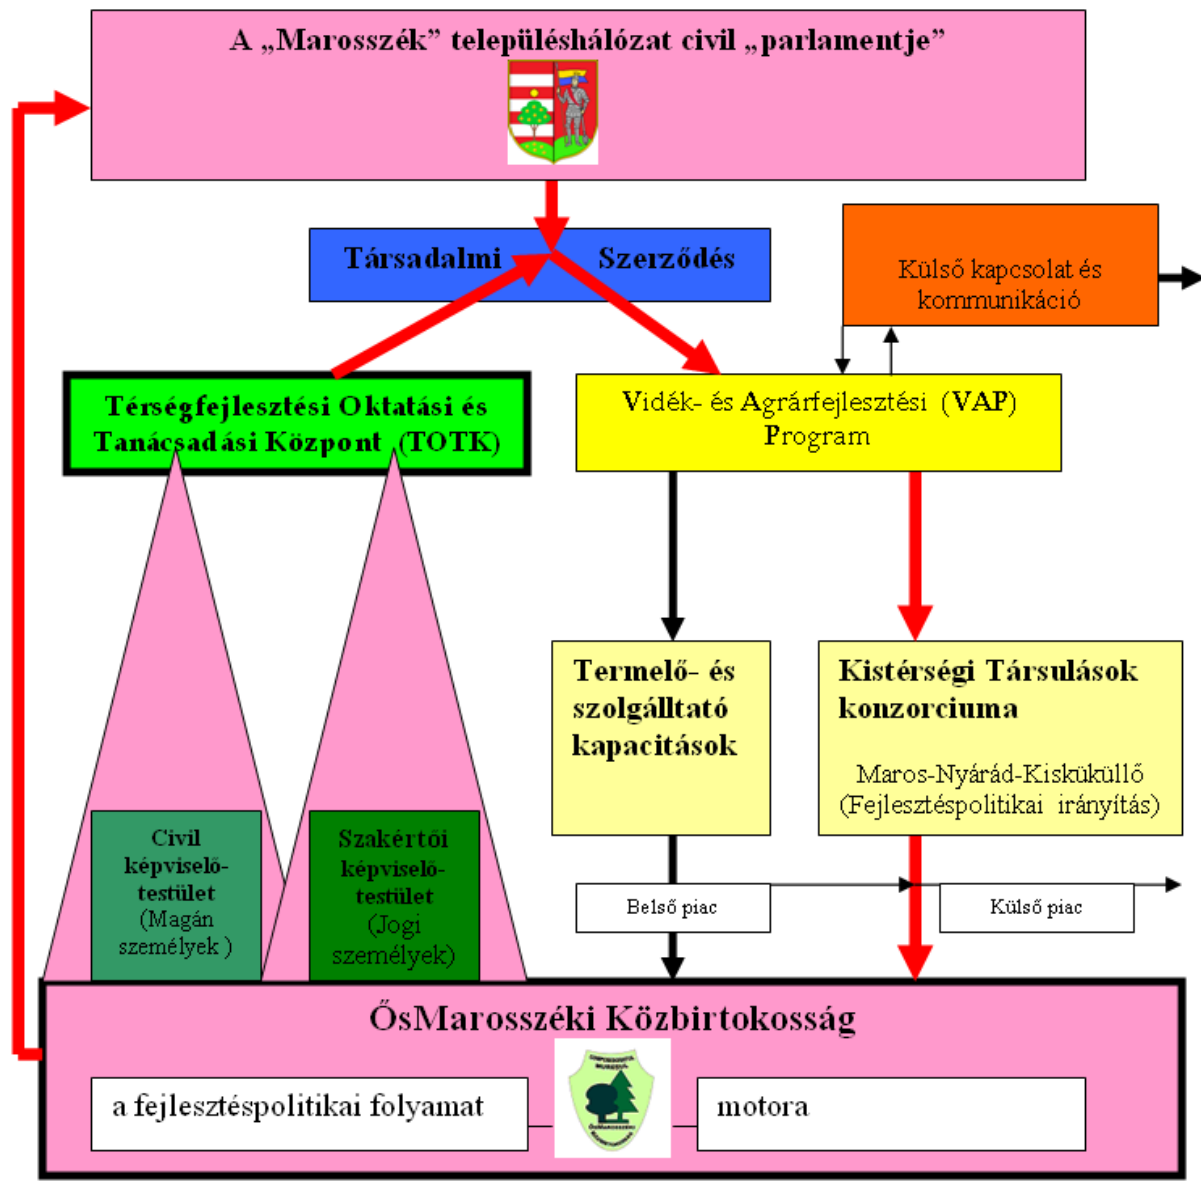 A „Marosszék” településhálózat civil „parlamentje”
Társadalmi Szerződés
Külső kapcsolat és
kommunikáció
Térségfejlesztési Oktatási és
Tanácsadási Központ (TOTK)
Vidék- és Agrárfejlesztési (VAP)
Program
Termelő- és
szolgálltató
kapacitások
Kistérségi Társulások
konzorciuma
Maros-Nyárád-Kisküküllő
(Fejlesztéspolitikai irányítás)
Civil
képviselő-
testület
(Magán
személyek )
Szakértői
képviselő-
testület
(Jogi
személyek)
Belső piac
Külső piac
ŐsMarosszéki Közbirtokosság
a fejlesztéspolitikai folyamat
motora